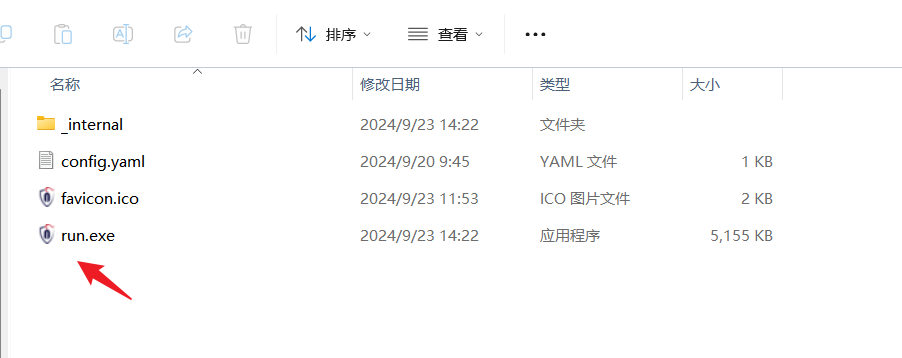 排序 查看
名称 修改日期 类型 大小
_internal 2024/9/23 14:22 文件夹
config.yaml 2024/9/20 9:45 YAML 文件 1 KB
favicon.ico 2024/9/23 11:53 ICO 图片文件 2 KB
run.exe 2024/9/23 14:22 应用程序 5,155 KB